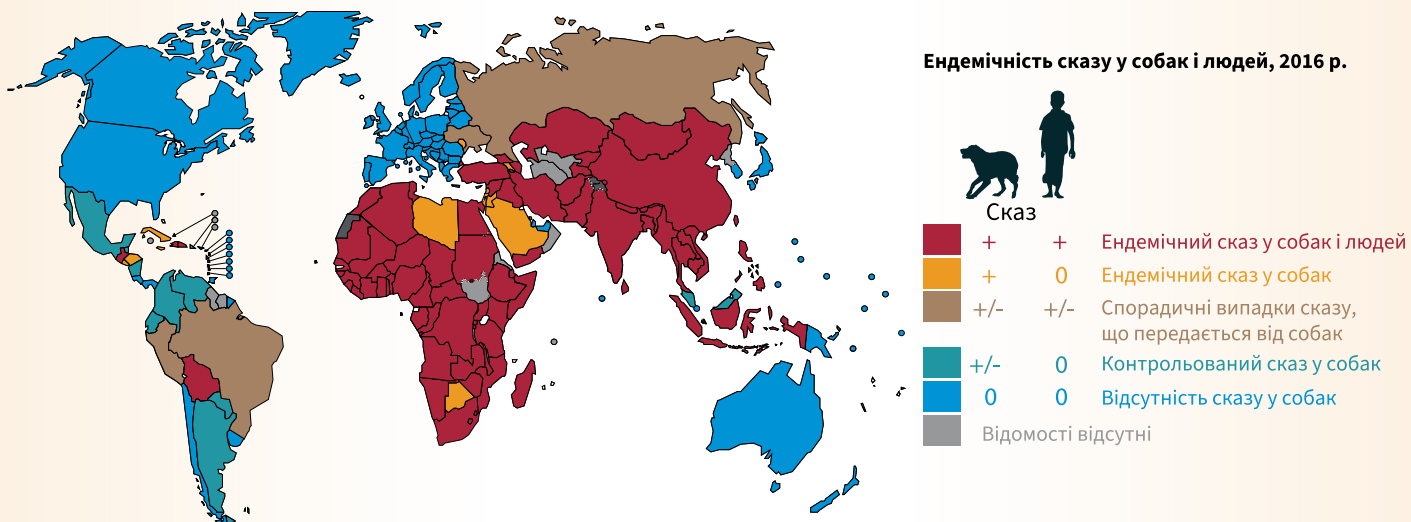 Ендемічність сказу у собак і людей, 2016 р.
Сказ
+ + Ендемічний сказ у собак і людей
+ 0 Ендемічний сказ у собак
+/- +/- Спорадичні випадки сказу,
що передається від собак
+/- 0 Контрольований сказ у собак
0 0 Відсутність сказу у собак
Відомості відсутні